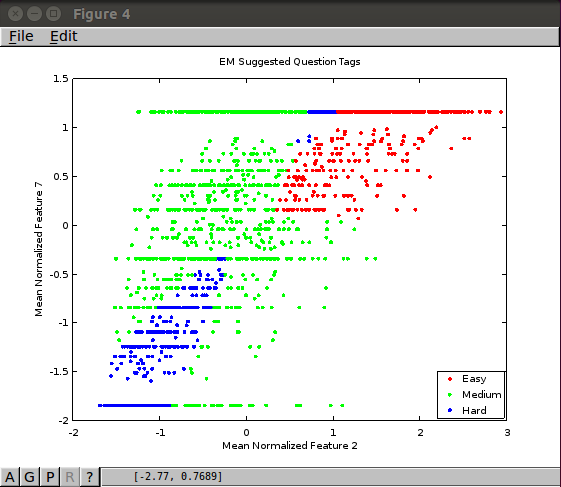 Figure 4
File Edit
EM Suggested Question Tags
1.5
1
0.5
0
-0.5
-1
-1.5
-2
Mean Normalized Feature 7
Easy
Medium
Hard
-2 -1 0 1 2 3
Mean Normalized Feature 2
A G P R ? [-2.77, 0.7689]